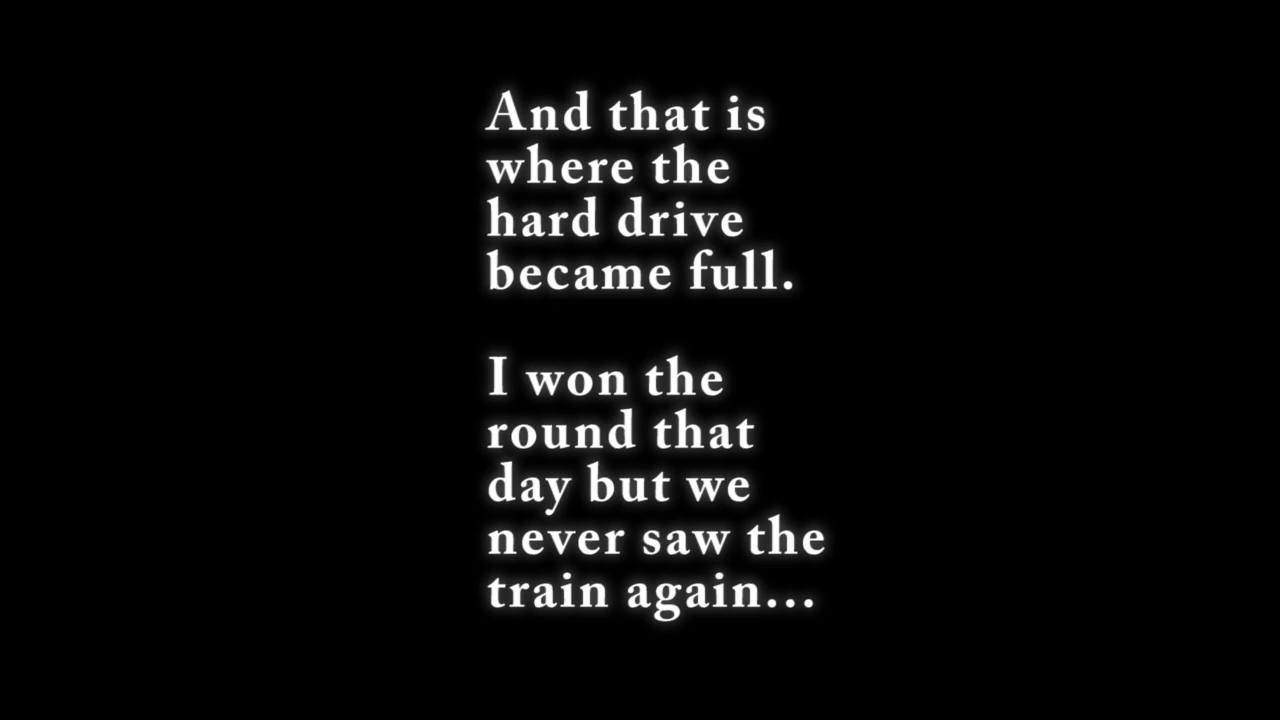 And that is
where the
hard drive
became full.
I won the
round that
day but we
never saw the
train again...